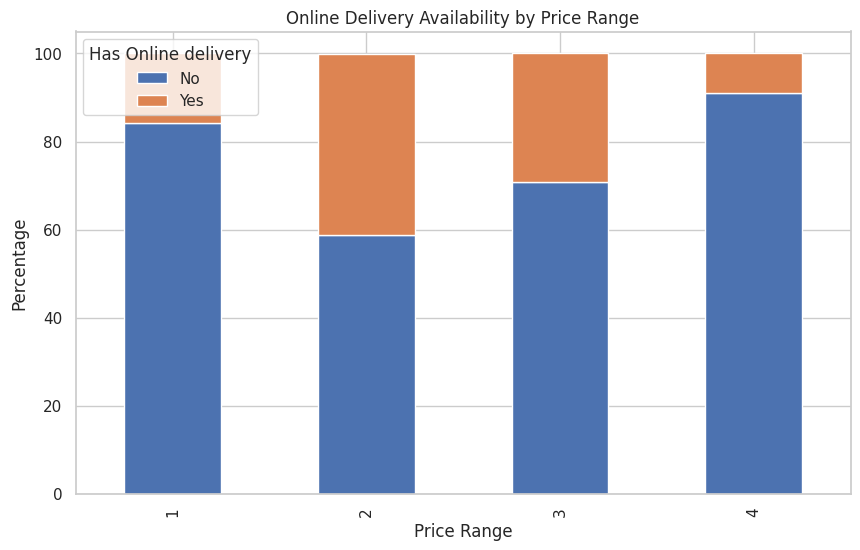 Online Delivery Availability by Price Range
Has Online delivery
No
Yes
Percentage
100
80
60
40
20
0
1
2
3
4
Price Range